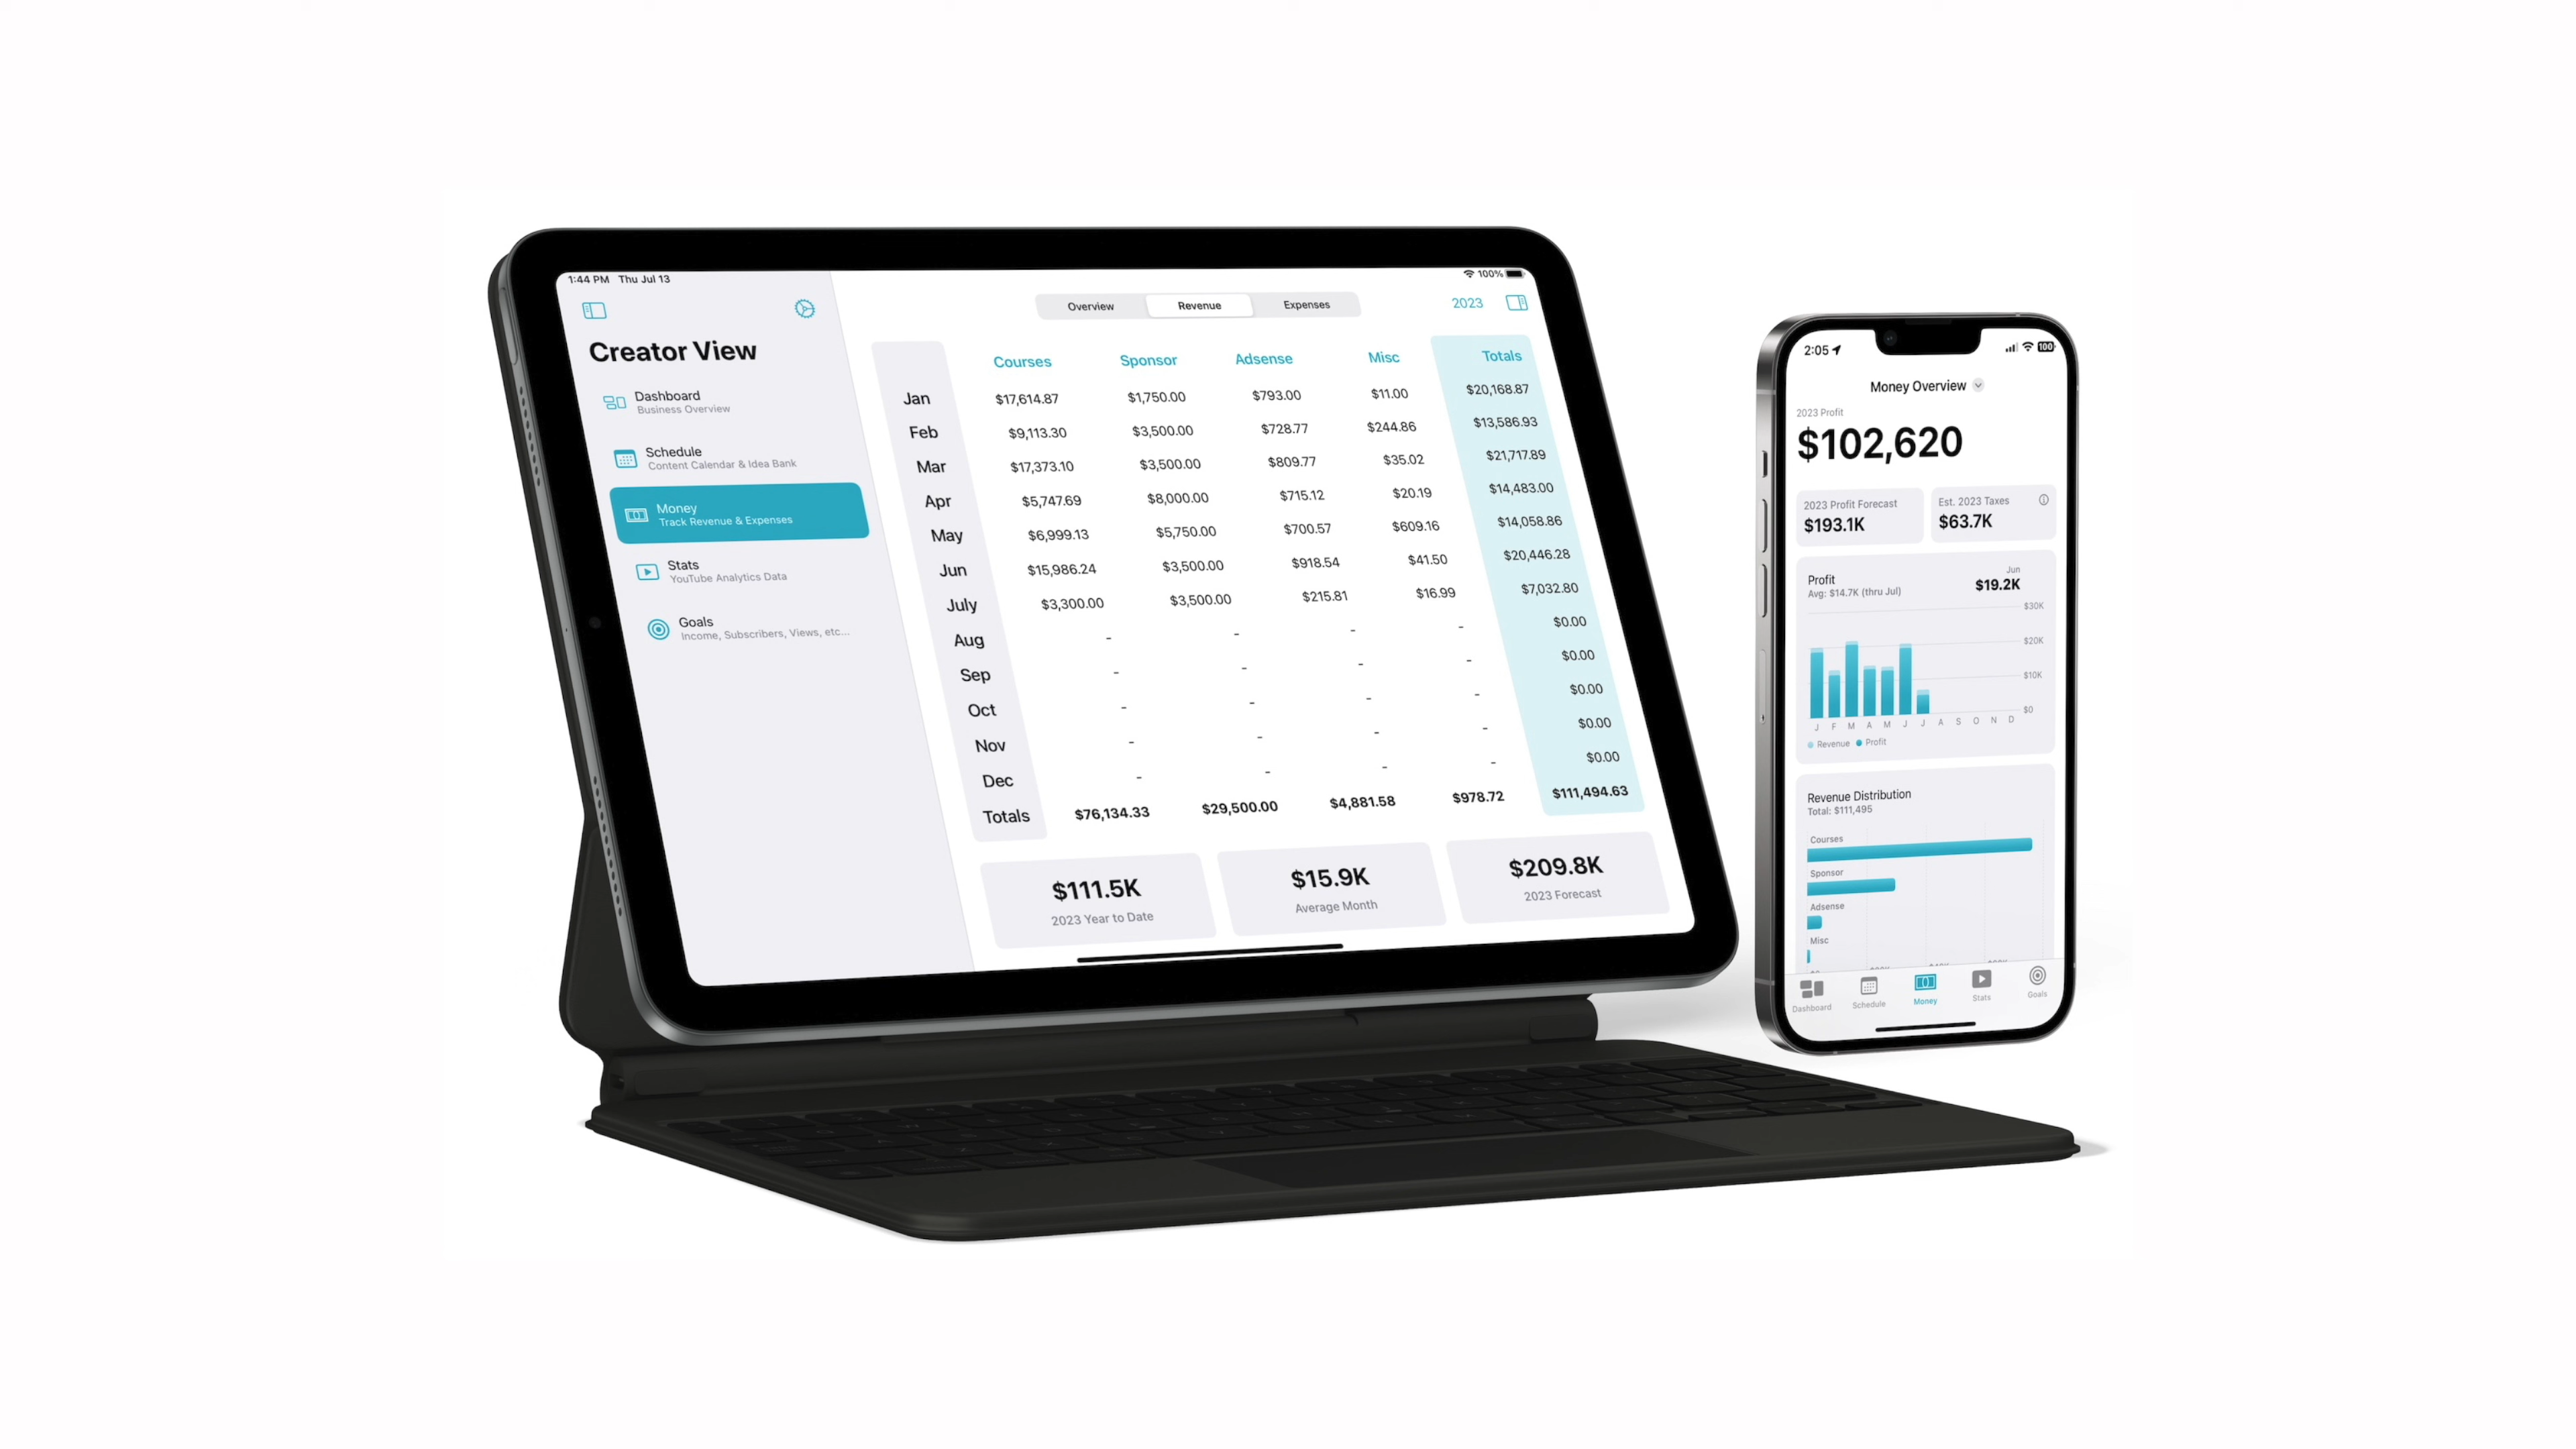 1:44 PM Thu Jul 13
100%
Creator View
Dashboard
Business Overview
Schedule
Content Calendar & Idea Bank
Money
Track Revenue & Expenses
Stats
YouTube Analytics Data
Goals
Income, Subscribers, Views, etc...
Overview Revenue Expenses
2023
Courses Sponsor Adsense Misc Totals
Jan $17,614.87 $1,750.00 $793.00 $11.00 $20,168.87
Feb $9,113.30 $3,500.00 $728.77 $244.86 $13,586.93
Mar $17,373.10 $3,500.00 $809.77 $35.02 $21,717.89
Apr $5,747.69 $8,000.00 $715.12 $20.19 $14,483.00
May $6,999.13 $5,750.00 $700.57 $609.16 $14,058.86
Jun $15,986.24 $3,500.00 $918.54 $41.50 $20,446.28
July $3,300.00 $3,500.00 $215.81 $16.99 $7,032.80
Aug - - - - $0.00
Sep - - - - $0.00
Oct - - - - $0.00
Nov - - - - $0.00
Dec - - - - $0.00
Totals $76,134.33 $29,500.00 $4,881.58 $978.72 $111,494.63
$111.5K
2023 Year to Date
$15.9K
Average Month
$209.8K
2023 Forecast
2:05
100
Money Overview
2023 Profit
$102,620
2023 Profit Forecast
$193.1K
Est. 2023 Taxes
$63.7K
Profit
Avg: $14.7K (thru Jul)
Jun
$19.2K
$30K
$20K
$10K
$0
J F M A M J J A S O N D
Revenue Profit
Revenue Distribution
Total: $111,495
Courses
Sponsor
Adsense
Misc
Dashboard Schedule Money Stats Goals